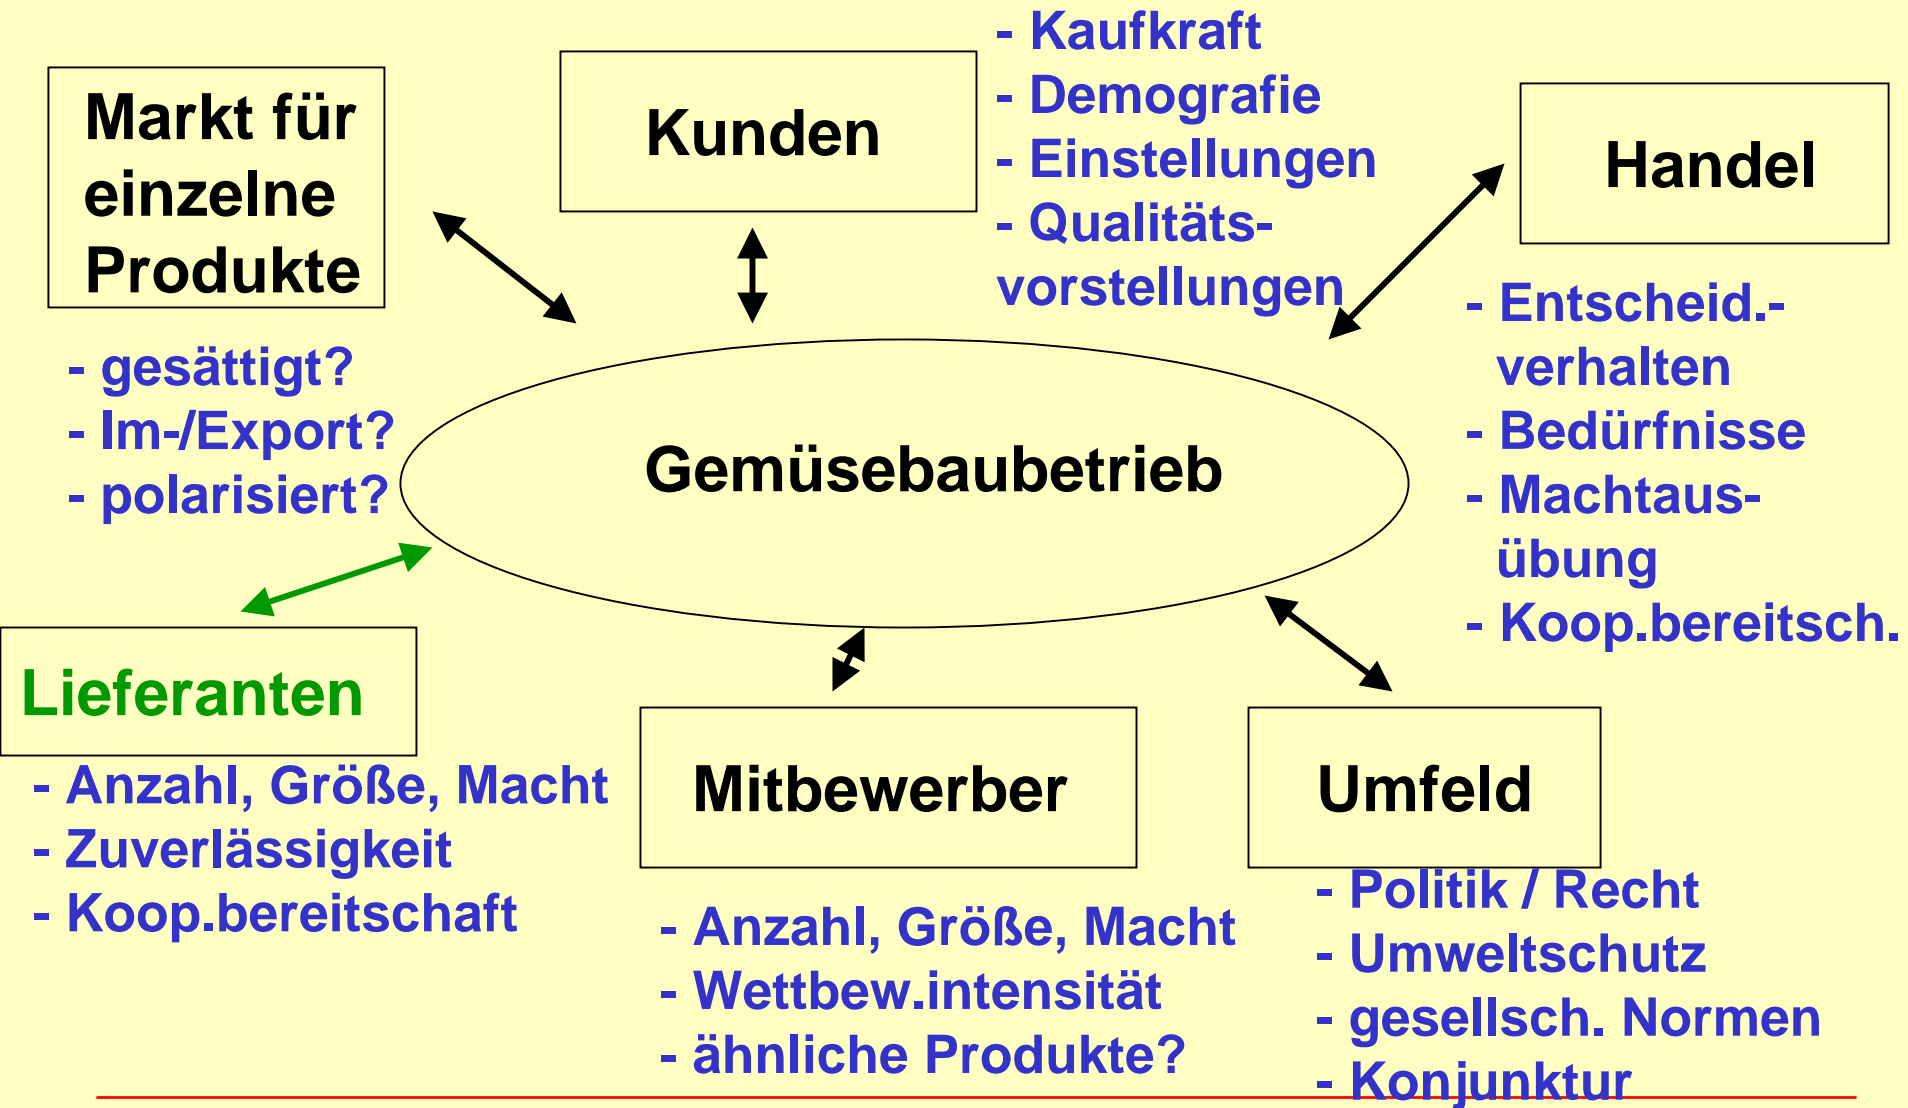 Markt für
einzelne
Produkte
- gesättigt?
- Im-/Export?
- polarisiert?
Kunden
- Kaufkraft
- Demografie
- Einstellungen
- Qualitäts-
vorstellungen
Handel
- Entscheid.-
verhalten
- Bedürfnisse
- Machtaus-
übung
- Koop.bereitsch.
Gemüsebaubetrieb
Lieferanten
- Anzahl, Größe, Macht
- Zuverlässigkeit
- Koop.bereitschaft
Mitbewerber
- Anzahl, Größe, Macht
- Wettbew.intensität
- ähnliche Produkte?
Umfeld
- Politik / Recht
- Umweltschutz
- gesellsch. Normen
- Konjunktur